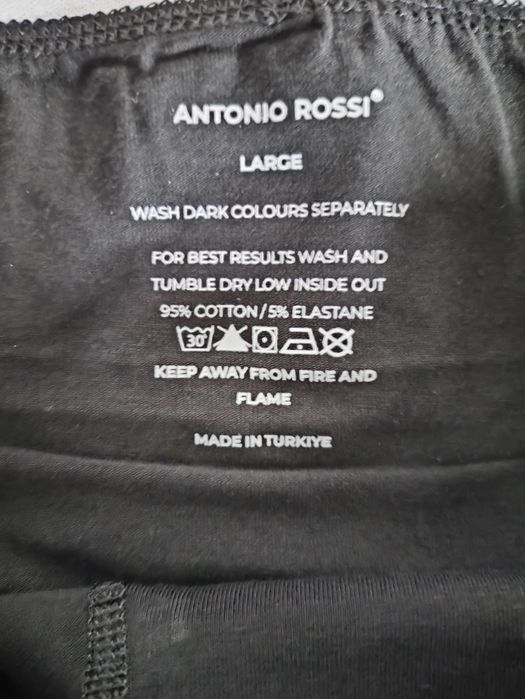 ANTONIO ROSSI®
LARGE
WASH DARK COLOURS SEPARATELY
FOR BEST RESULTS WASH AND
TUMBLE DRY LOW INSIDE OUT
95% COTTON / 5% ELASTANE
30°
KEEP AWAY FROM FIRE AND
FLAME
MADE IN TURKIYE